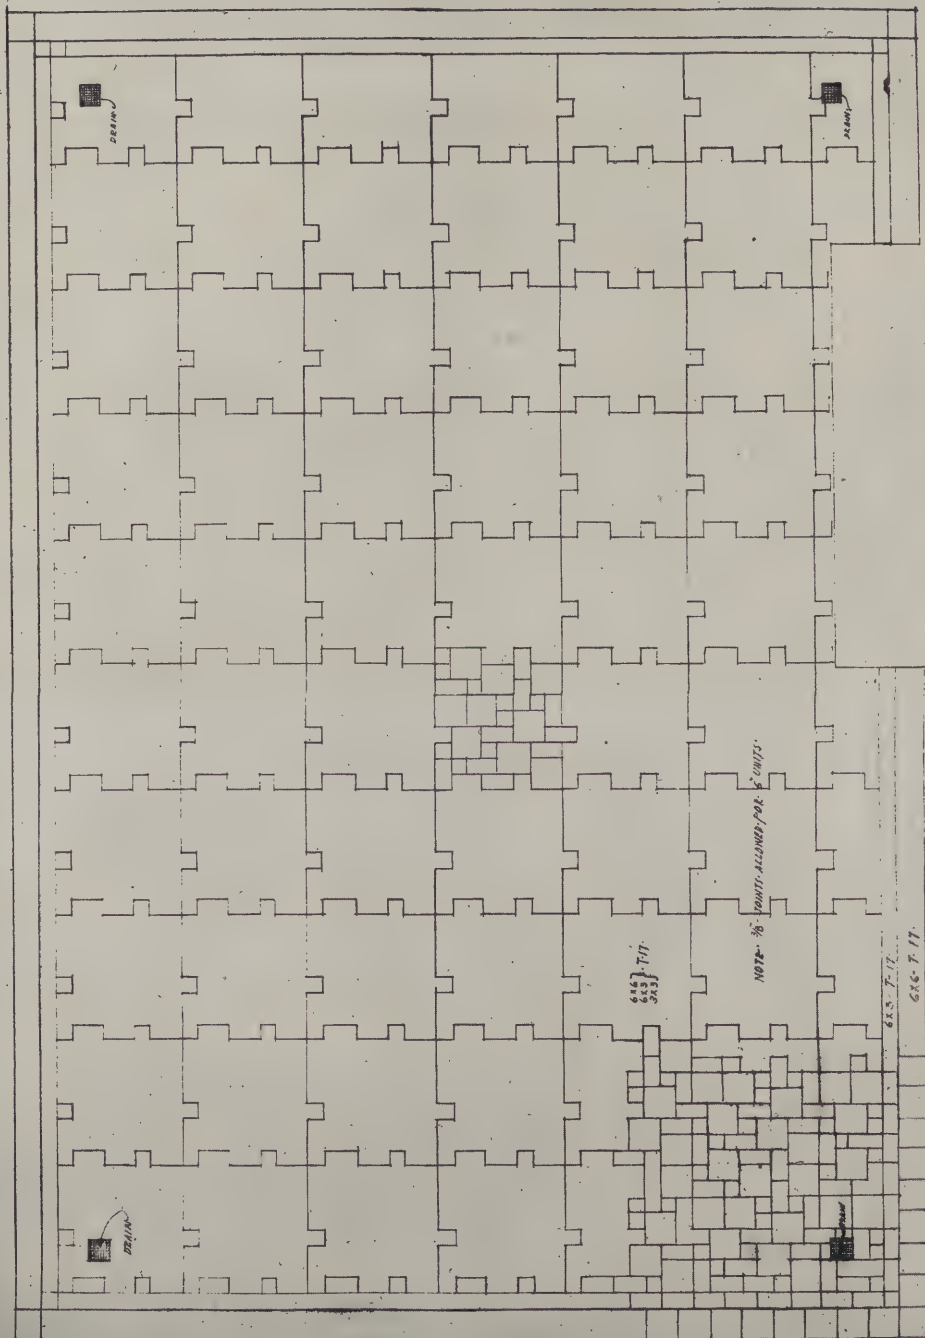 DRAIN
DRAIN
NOTE- 3/8" JOINTS- ALLOWED- FOR- 6" UNITS-
6X6
6X3 } -T-17-
3X3
6X3- T-17-
6X6- T-17-
DRAIN
DRAIN